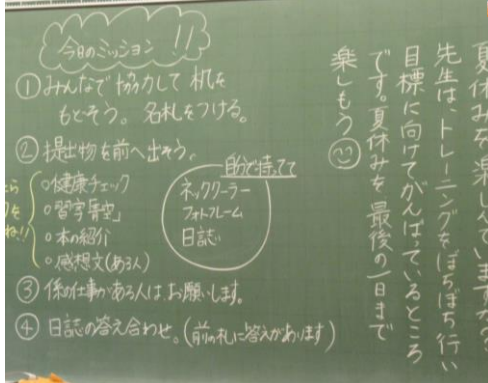 夏休みを楽しんでいますか？
先生は、トレーニングをぼちぼち行い
目標に向けてがんばっているところ
です。夏休みを最後の一日まで
楽しもう
今日のミッション!!
① みんなで協力して机を
もどそう。名札をつける。
② 提出物を前へ出そう。
○健康チェック
○習字「青空」
○本の紹介
○感想文(ある人)
自分で持ってて
ネッククーラー
フォトフレーム
日誌
③ 係の仕事がある人はお願いします。
④ 日誌の答え合わせ。(前の札に答えがあります)